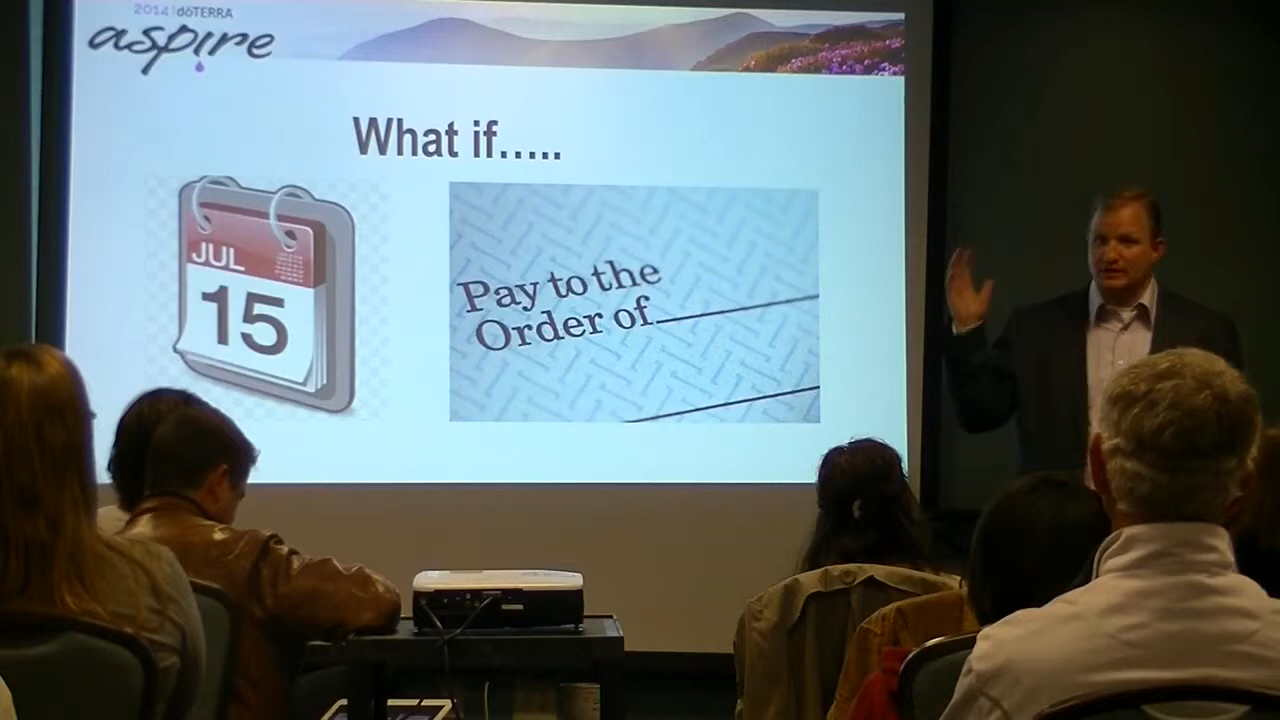 2014 | dōTERRA
aspire
What if.....
JUL
15
Pay to the
Order of